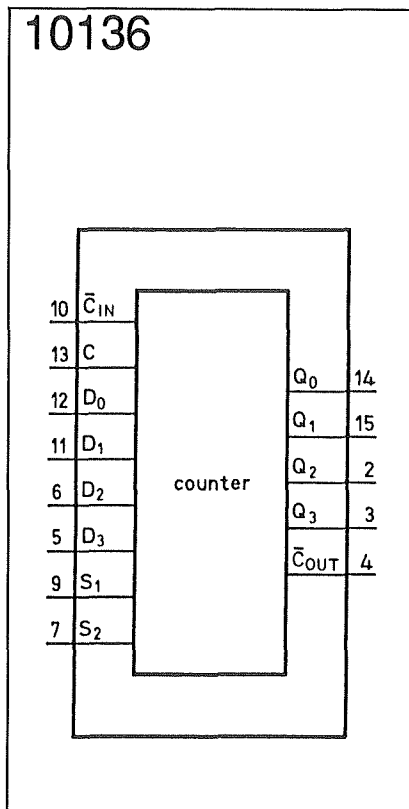 10136
10 C̄IN
13 C
12 D0
11 D1
6 D2
5 D3
9 S1
7 S2
counter
Q0 14
Q1 15
Q2 2
Q3 3
C̄OUT 4